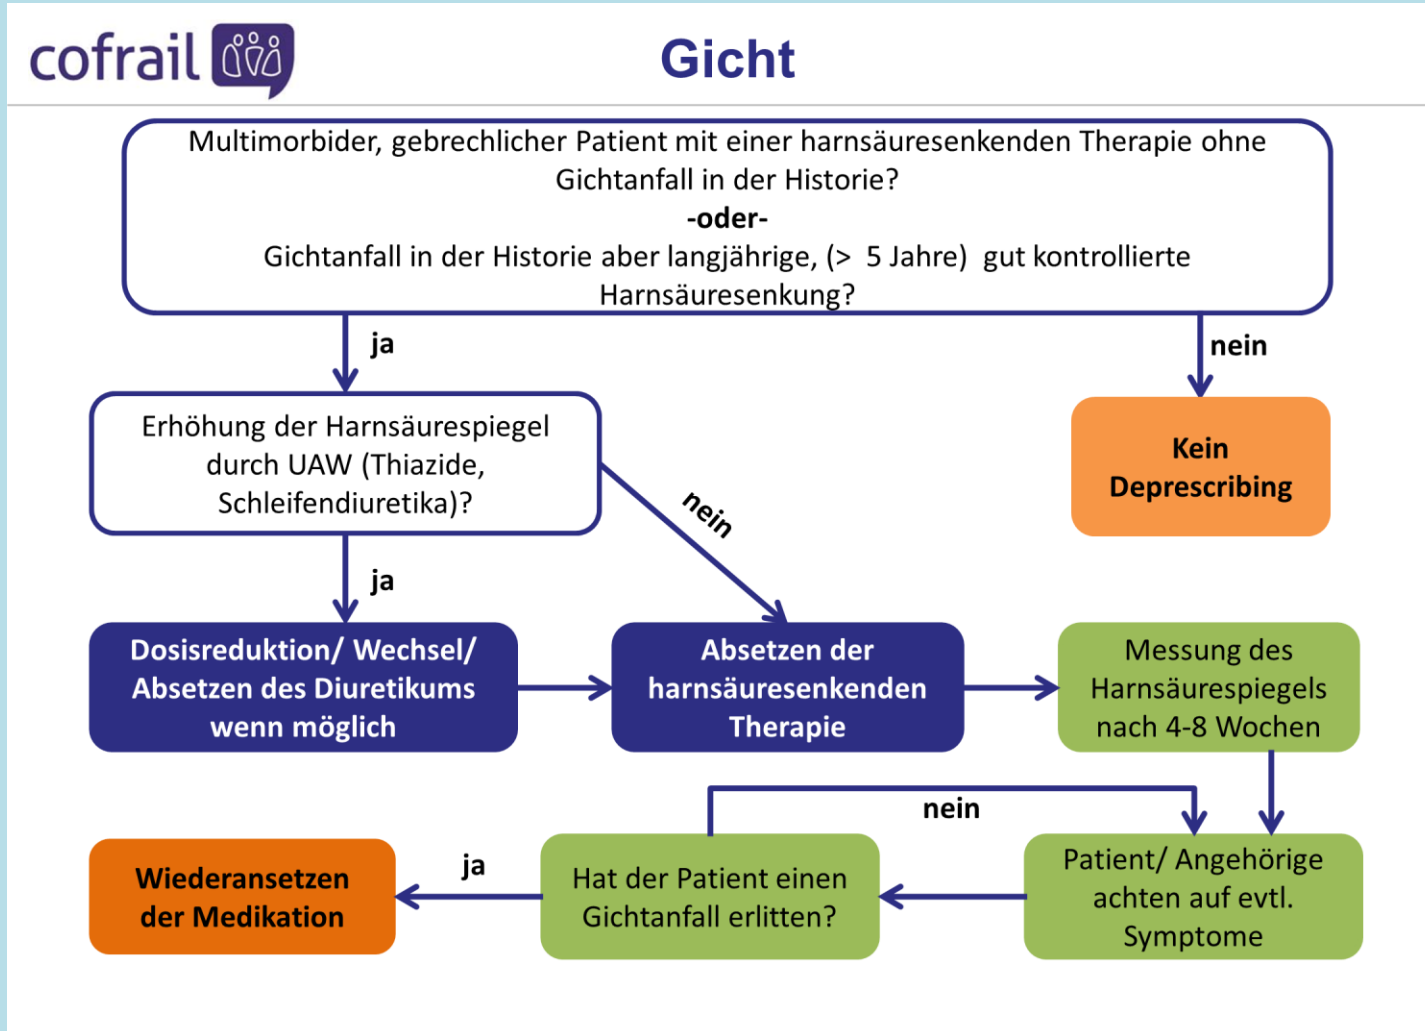 cofrail
Gicht
Multimorbider, gebrechlicher Patient mit einer harnsäuresenkenden Therapie ohne
Gichtanfall in der Historie?
-oder-
Gichtanfall in der Historie aber langjährige, (> 5 Jahre) gut kontrollierte
Harnsäuresenkung?
ja
nein
Erhöhung der Harnsäurespiegel
durch UAW (Thiazide,
Schleifendiuretika)?
Kein
Deprescribing
nein
ja
Dosisreduktion/ Wechsel/
Absetzen des Diuretikums
wenn möglich
Absetzen der
harnsäuresenkenden
Therapie
Messung des
Harnsäurespiegels
nach 4-8 Wochen
nein
Wiederansetzen
der Medikation
ja
Hat der Patient einen
Gichtanfall erlitten?
Patient/ Angehörige
achten auf evtl.
Symptome